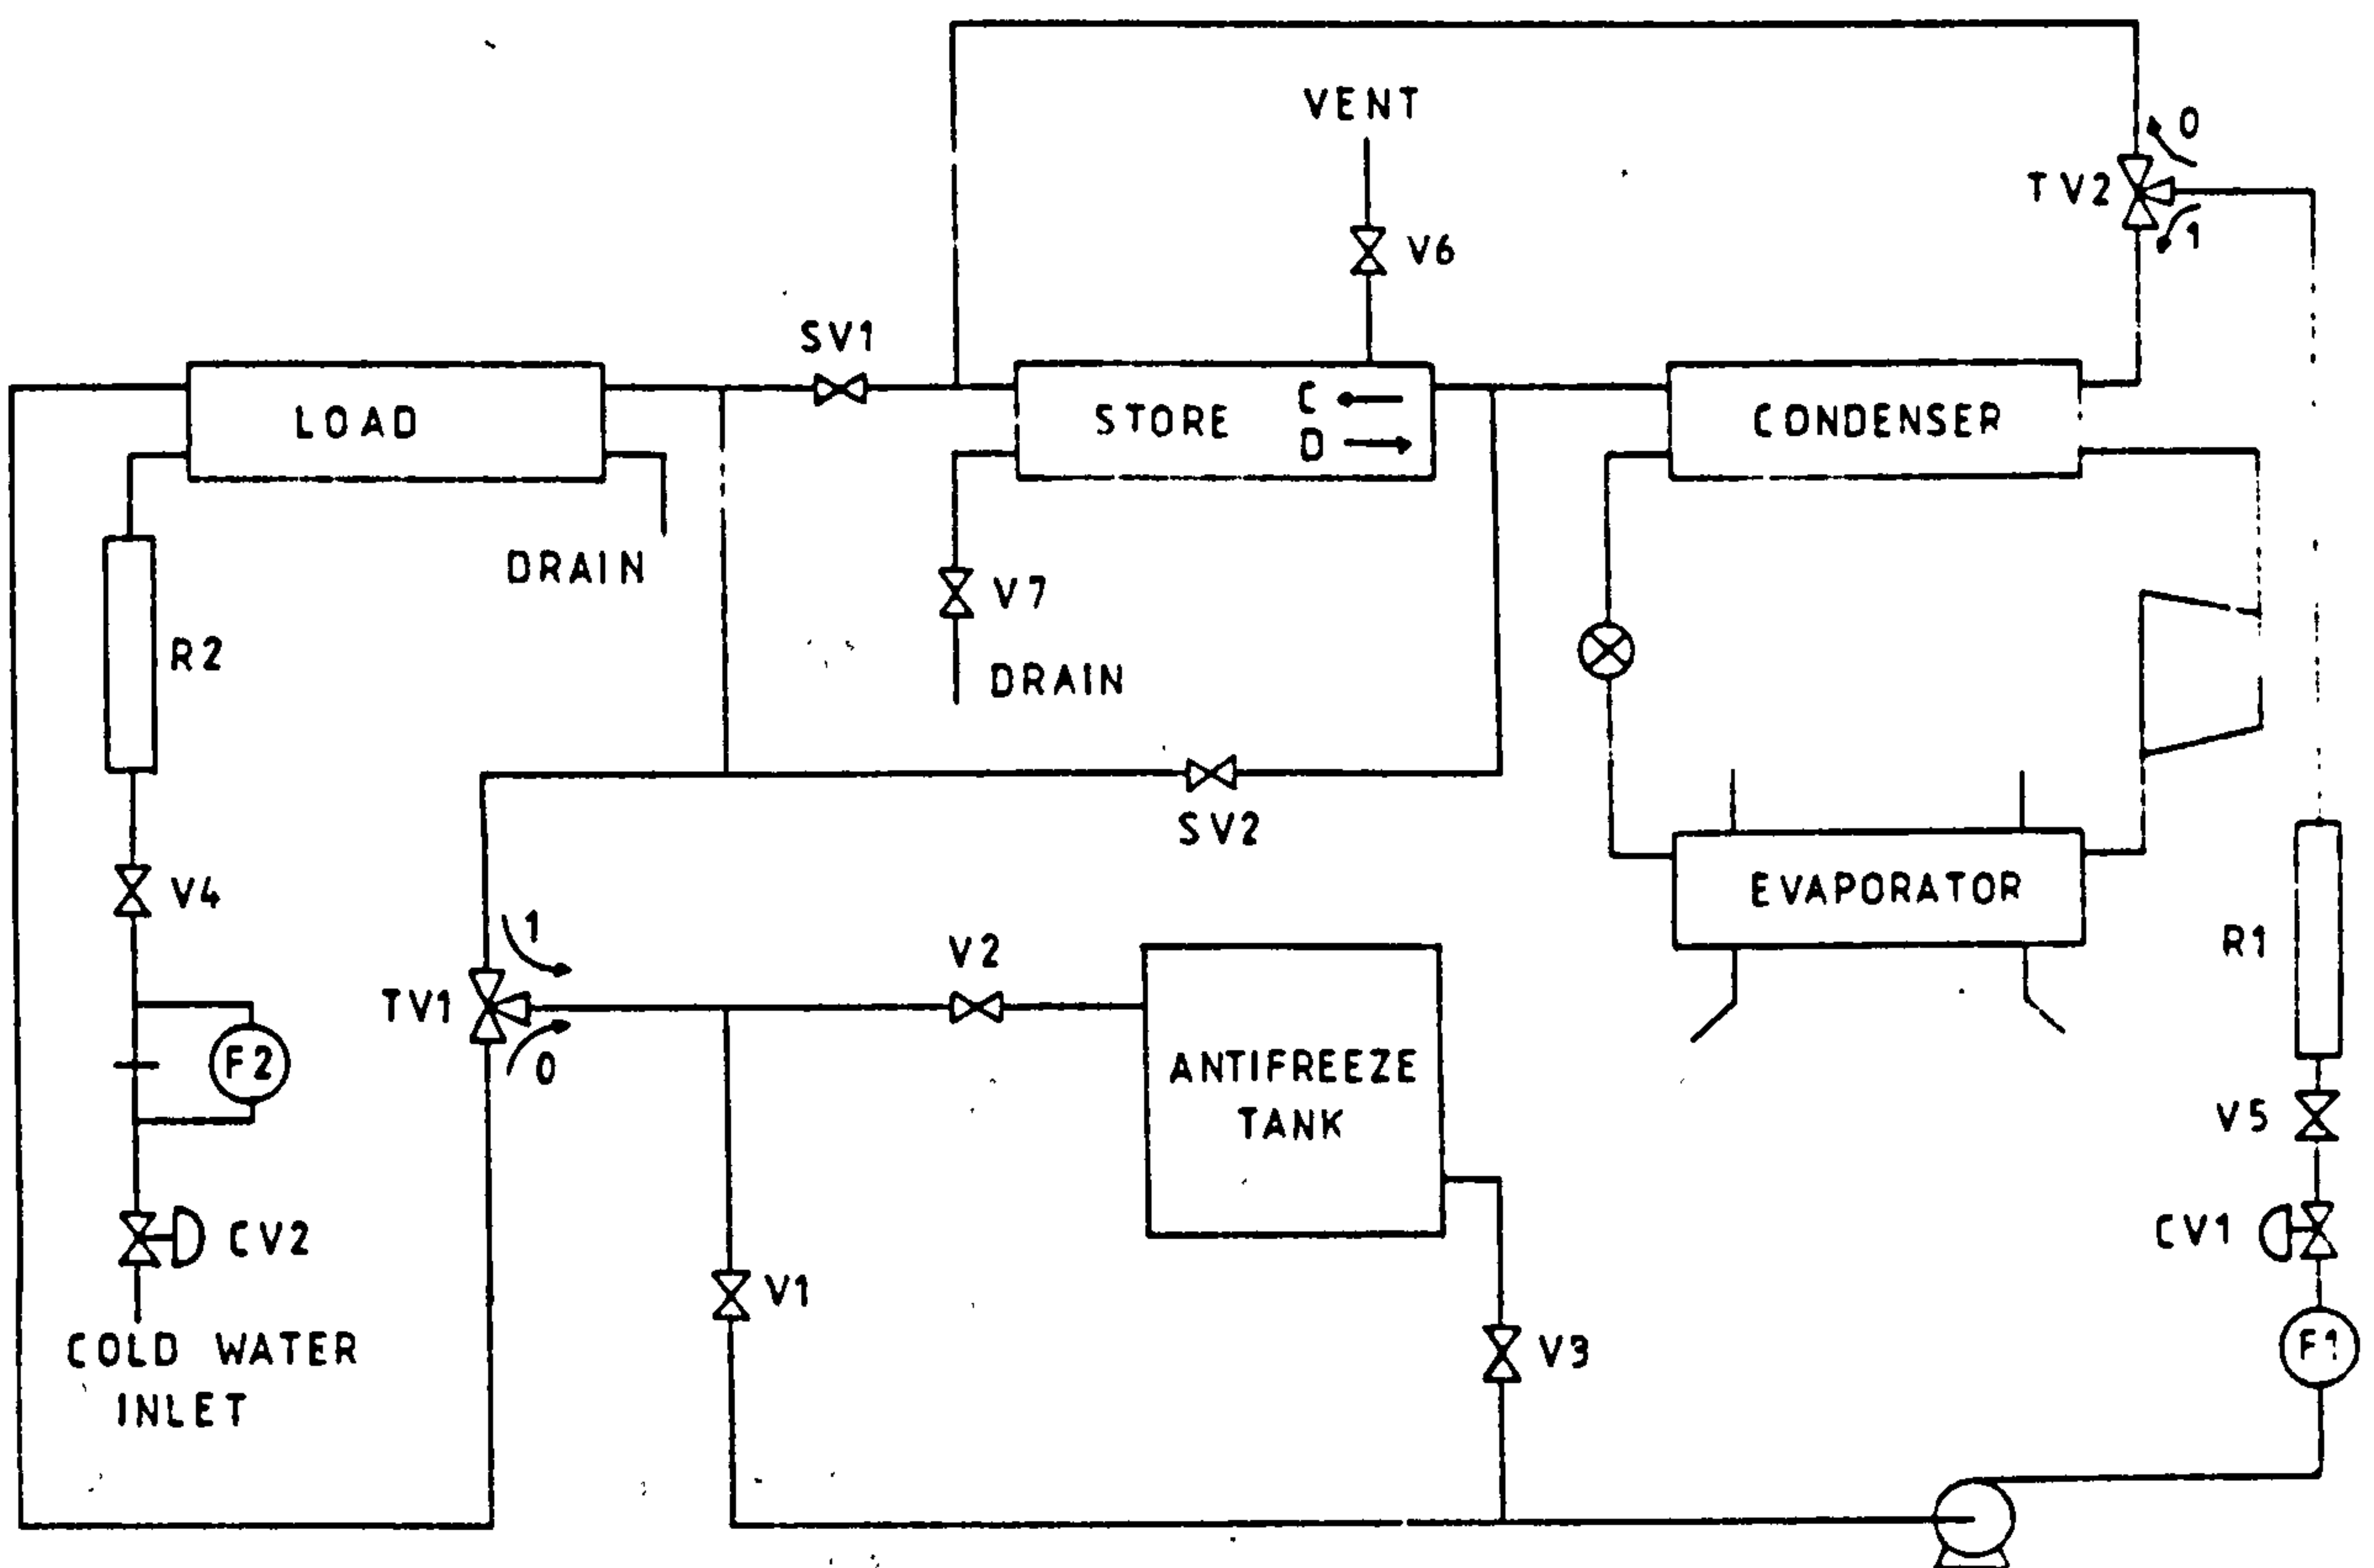 VENT
0
TV2
1
V6
SV1
LOAD
STORE
C
D
CONDENSER
DRAIN
V7
R2
DRAIN
SV2
V4
EVAPORATOR
1
V2
R1
TV1
0
F2
ANTIFREEZE
TANK
V5
CV2
CV1
V1
COLD WATER
INLET
V3
F1